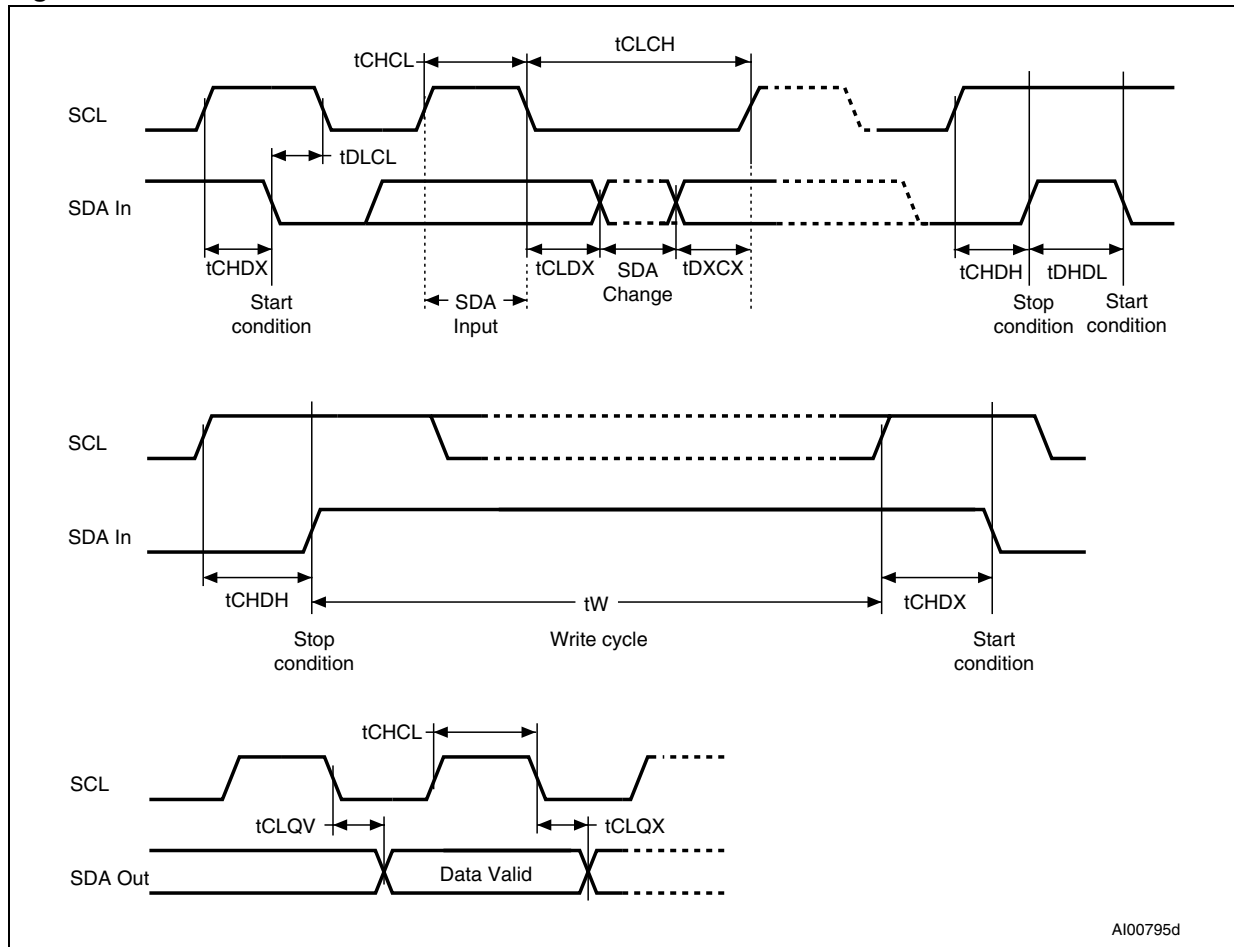 tCHCL
tCLCH
SCL
tDLCL
SDA In
tCHDX
tCLDX
SDA
Change
tDXCX
tCHDH
tDHDL
Start
condition
SDA
Input
Stop
condition
Start
condition
SCL
SDA In
tCHDH
tW
tCHDX
Stop
condition
Write cycle
Start
condition
tCHCL
SCL
tCLQV
tCLQX
SDA Out
Data Valid
AI00795d